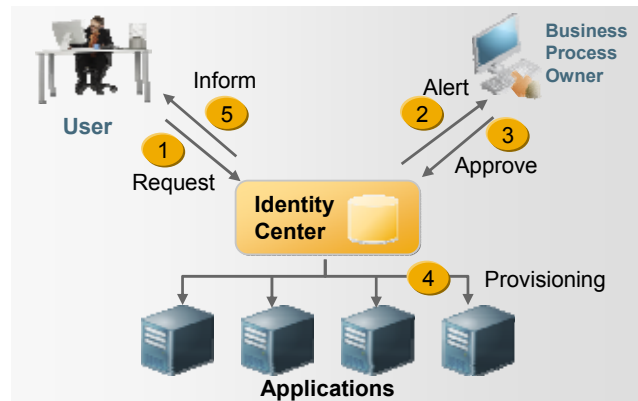 Business
Process
Owner
Inform
Alert
User
5
2
1
3
Request
Approve
Identity
Center
4
Provisioning
Applications